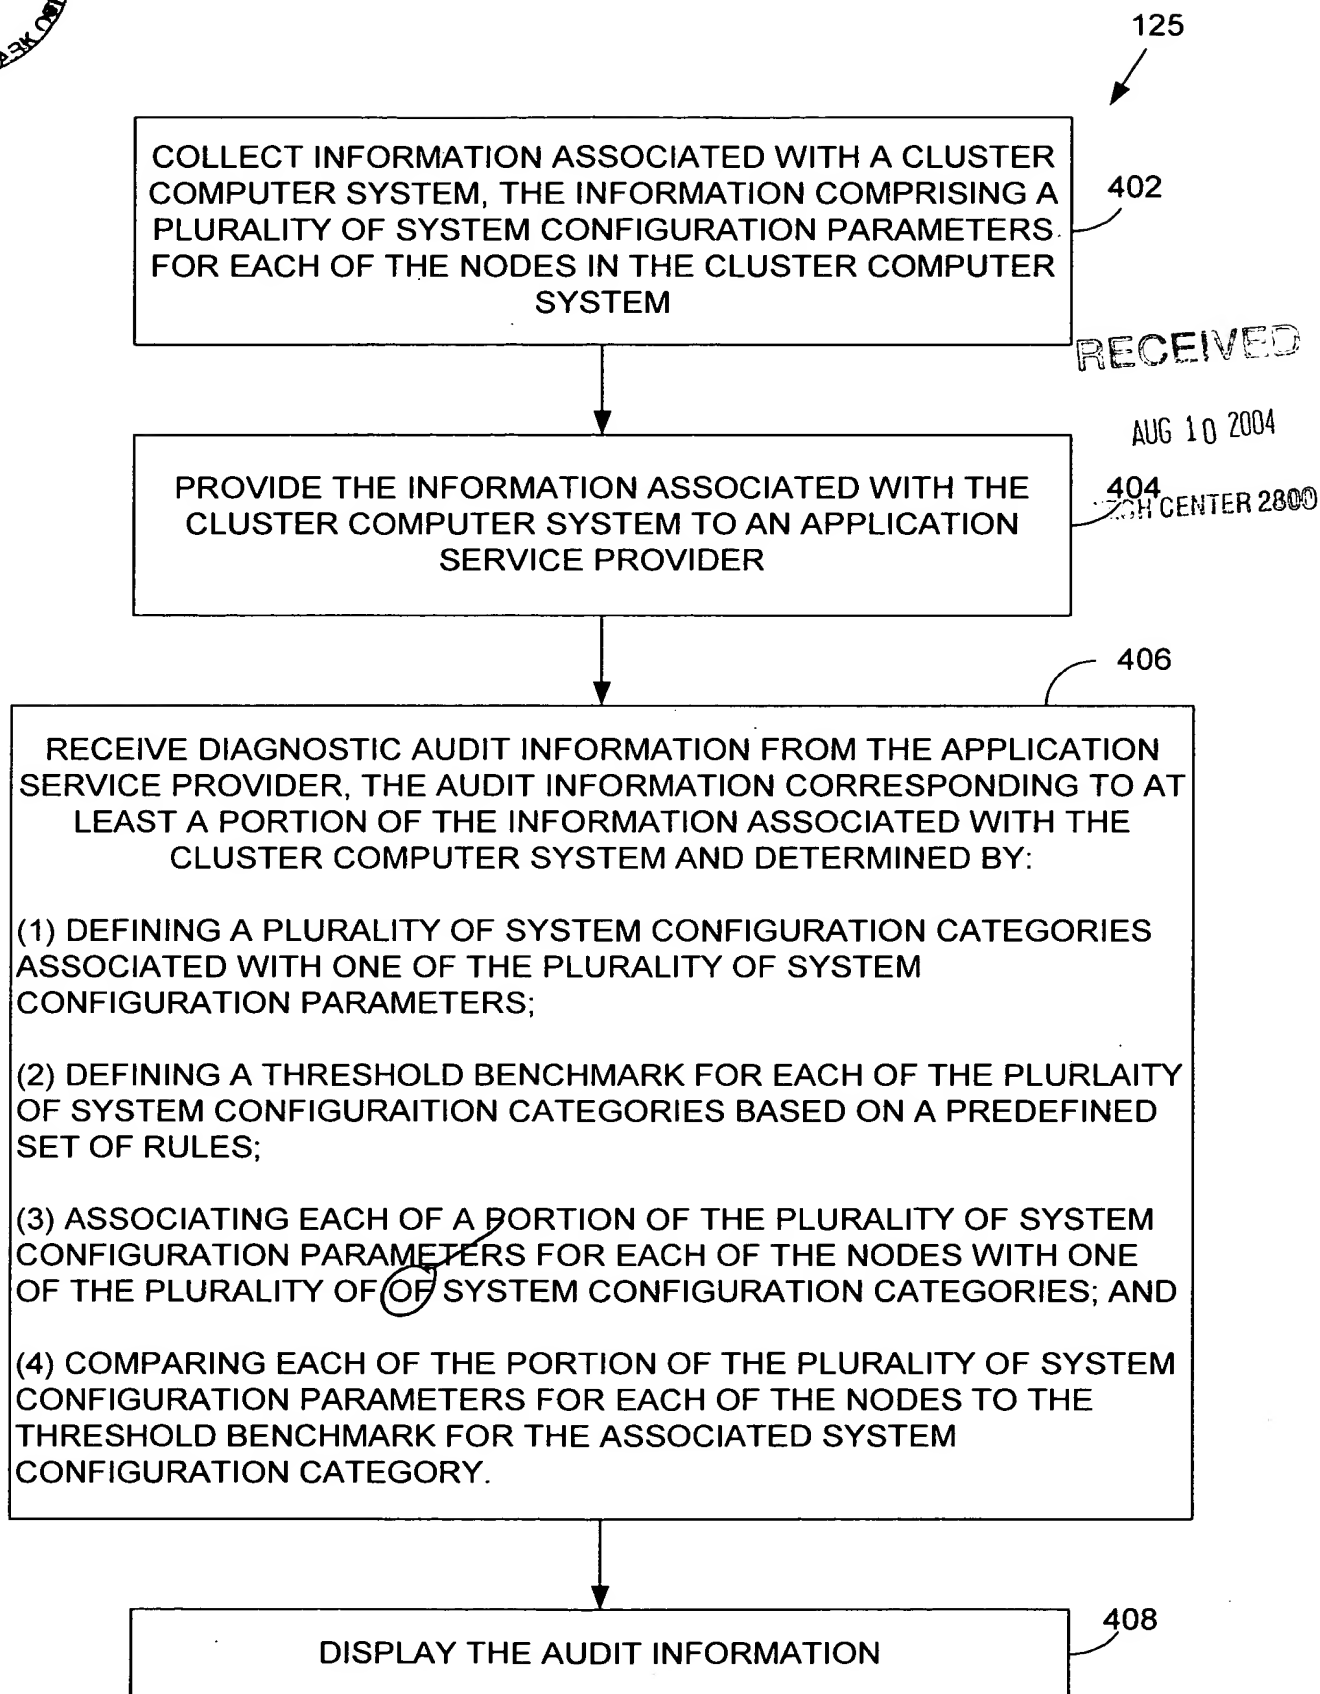 125
COLLECT INFORMATION ASSOCIATED WITH A CLUSTER
COMPUTER SYSTEM, THE INFORMATION COMPRISING A
PLURALITY OF SYSTEM CONFIGURATION PARAMETERS
FOR EACH OF THE NODES IN THE CLUSTER COMPUTER
SYSTEM
402
RECEIVED
AUG 10 2004
CENTER 2800
PROVIDE THE INFORMATION ASSOCIATED WITH THE
CLUSTER COMPUTER SYSTEM TO AN APPLICATION
SERVICE PROVIDER
404
406
RECEIVE DIAGNOSTIC AUDIT INFORMATION FROM THE APPLICATION
SERVICE PROVIDER, THE AUDIT INFORMATION CORRESPONDING TO AT
LEAST A PORTION OF THE INFORMATION ASSOCIATED WITH THE
CLUSTER COMPUTER SYSTEM AND DETERMINED BY:
(1) DEFINING A PLURALITY OF SYSTEM CONFIGURATION CATEGORIES
ASSOCIATED WITH ONE OF THE PLURALITY OF SYSTEM
CONFIGURATION PARAMETERS;
(2) DEFINING A THRESHOLD BENCHMARK FOR EACH OF THE PLURLAITY
OF SYSTEM CONFIGURAITION CATEGORIES BASED ON A PREDEFINED
SET OF RULES;
(3) ASSOCIATING EACH OF A PORTION OF THE PLURALITY OF SYSTEM
CONFIGURATION PARAMETERS FOR EACH OF THE NODES WITH ONE
OF THE PLURALITY OF OF SYSTEM CONFIGURATION CATEGORIES; AND
(4) COMPARING EACH OF THE PORTION OF THE PLURALITY OF SYSTEM
CONFIGURATION PARAMETERS FOR EACH OF THE NODES TO THE
THRESHOLD BENCHMARK FOR THE ASSOCIATED SYSTEM
CONFIGURATION CATEGORY.
DISPLAY THE AUDIT INFORMATION
408